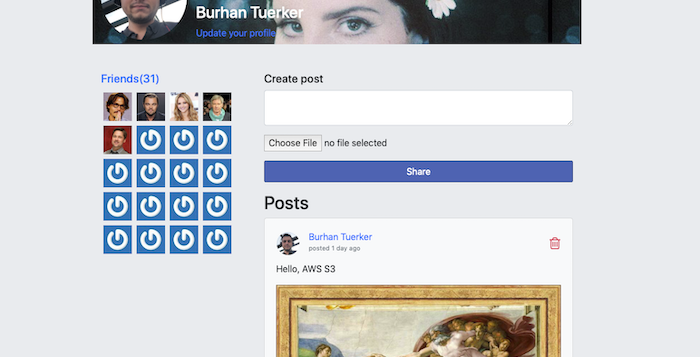 Burhan Tuerker
Update your profile
Friends(31)
Create post
Choose File no file selected
Share
Posts
Burhan Tuerker
posted 1 day ago
Hello, AWS S3